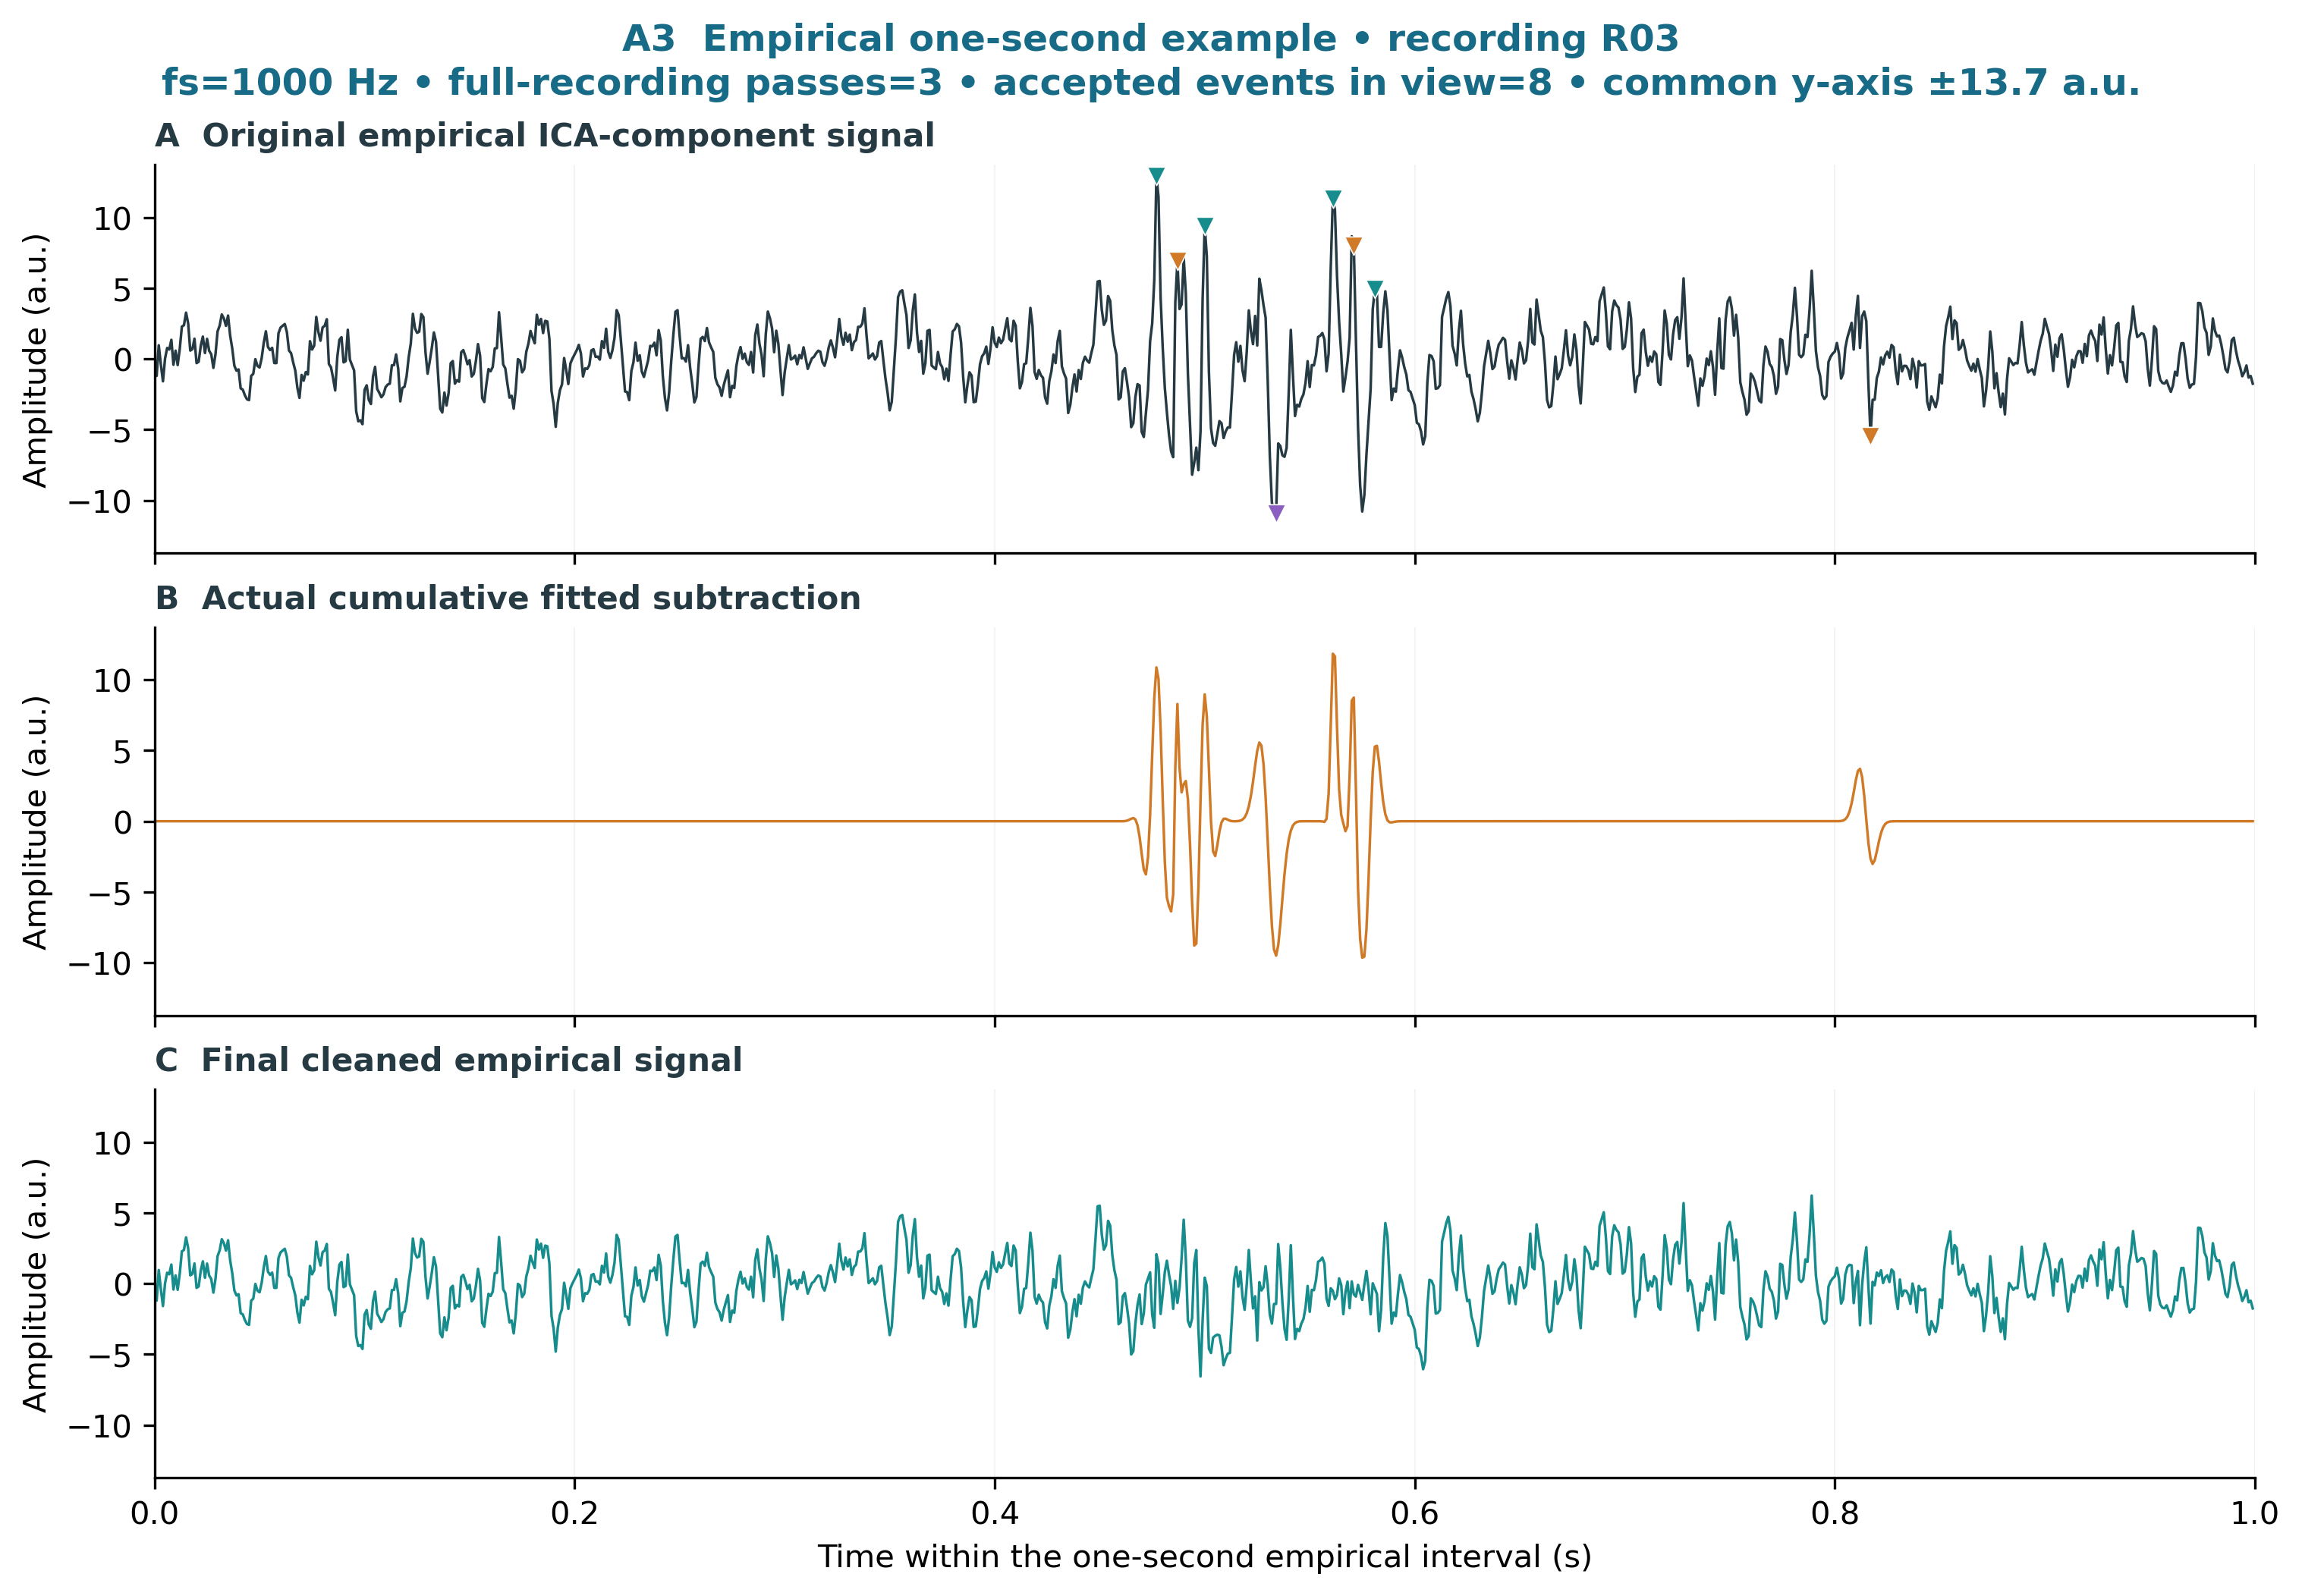 A3  Empirical one-second example • recording R03
fs=1000 Hz • full-recording passes=3 • accepted events in view=8 • common y-axis ±13.7 a.u.
A  Original empirical ICA-component signal
Amplitude (a.u.)
10
5
0
−5
−10
B  Actual cumulative fitted subtraction
Amplitude (a.u.)
10
5
0
−5
−10
C  Final cleaned empirical signal
Amplitude (a.u.)
10
5
0
−5
−10
0.0 0.2 0.4 0.6 0.8 1.0
Time within the one-second empirical interval (s)